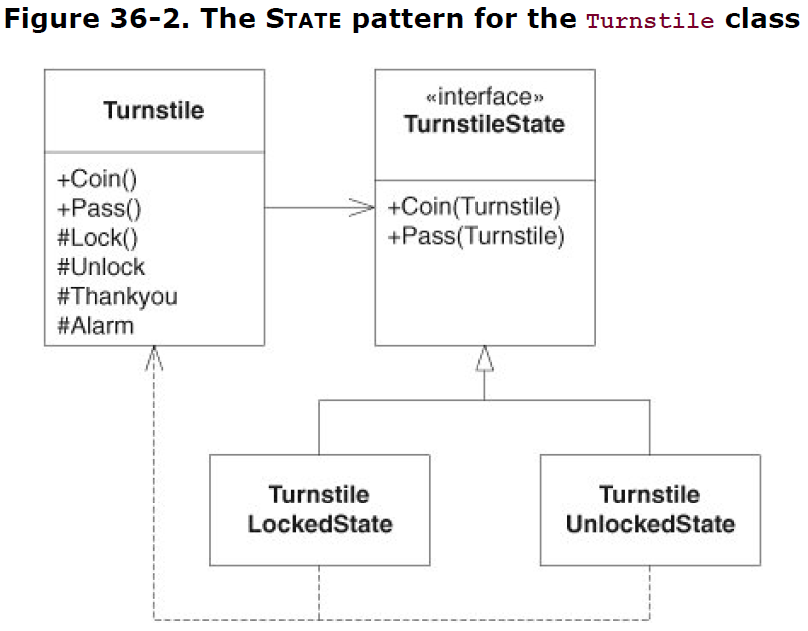 Figure 36-2. The STATE pattern for the Turnstile class
Turnstile
+Coin()
+Pass()
#Lock()
#Unlock
#Thankyou
#Alarm
«interface»
TurnstileState
+Coin(Turnstile)
+Pass(Turnstile)
Turnstile
LockedState
Turnstile
UnlockedState